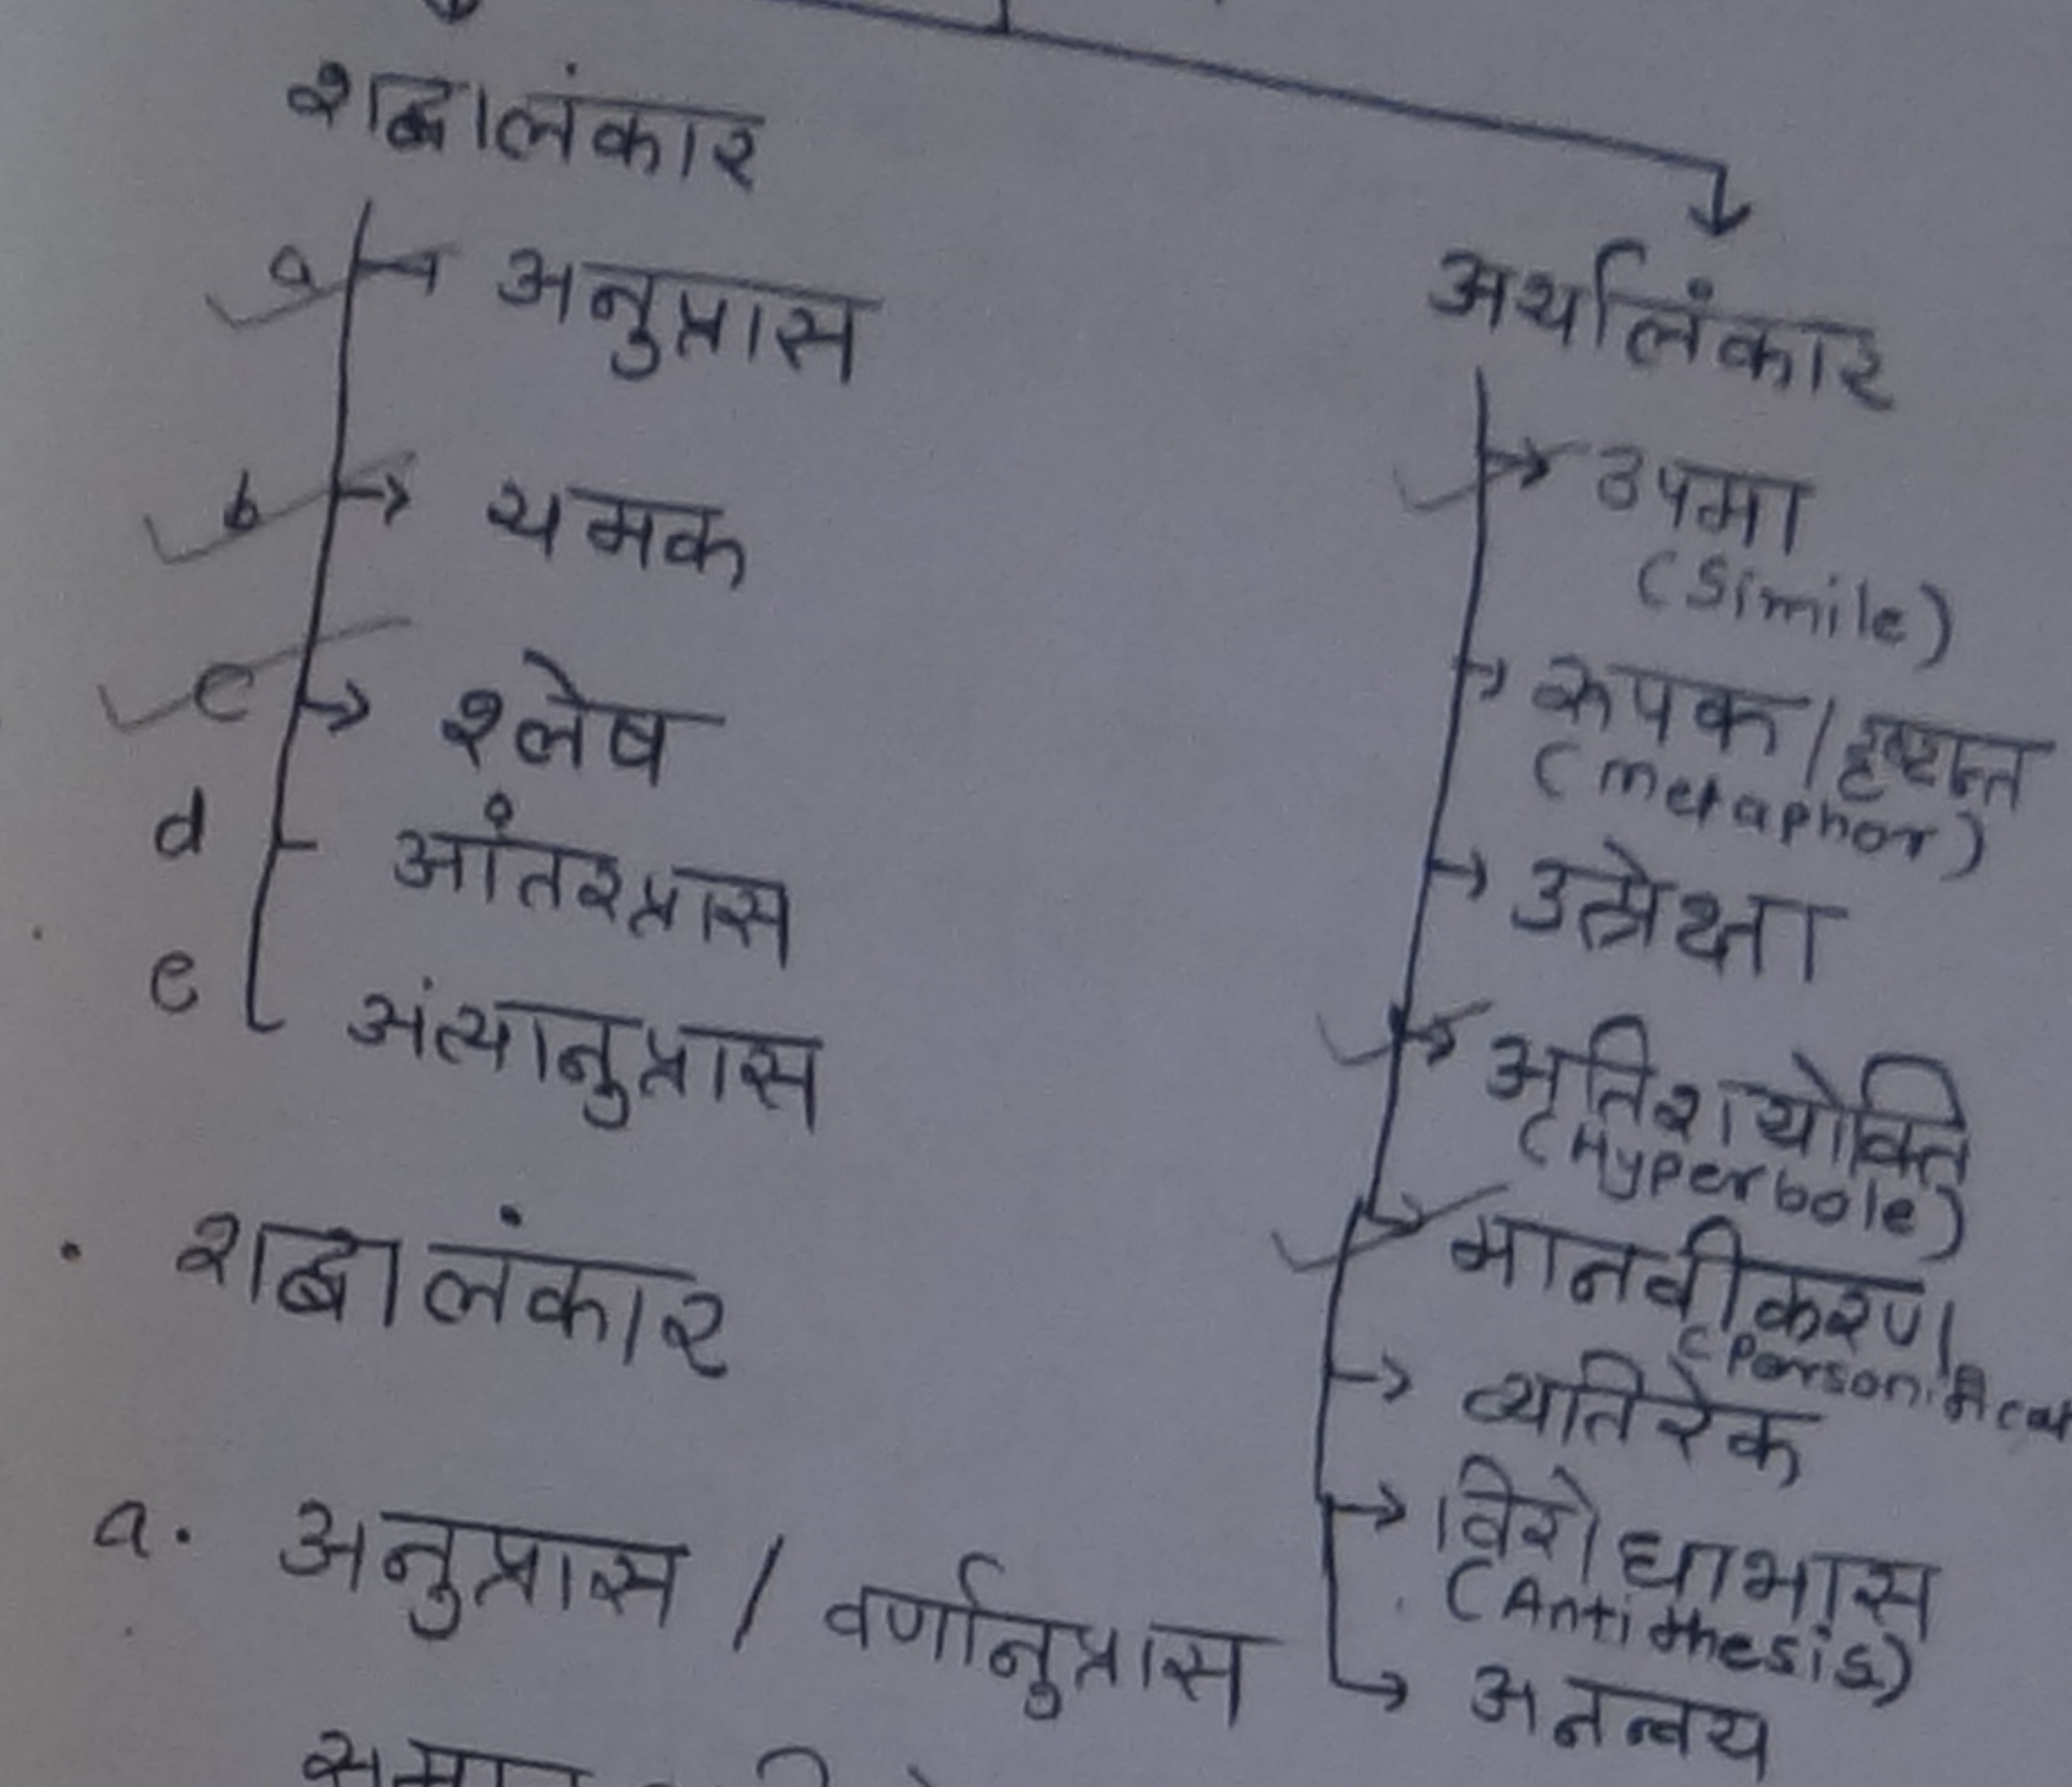 शब्दालंकार
a अनुप्रास
b यमक
c श्लेष
d आंतरप्रास
e अंत्यानुप्रास
अर्थालंकार
उपमा
(Simile)
रूपक / दृष्टान्त
(metaphor)
उत्प्रेक्षा
अतिशयोक्ति
(Hyperbole)
मानवीकरण
व्यतिरेक
विरोधाभास
(Antithesis)
अनन्वय
• शब्दालंकार
a. अनुप्रास / वर्णानुप्रास